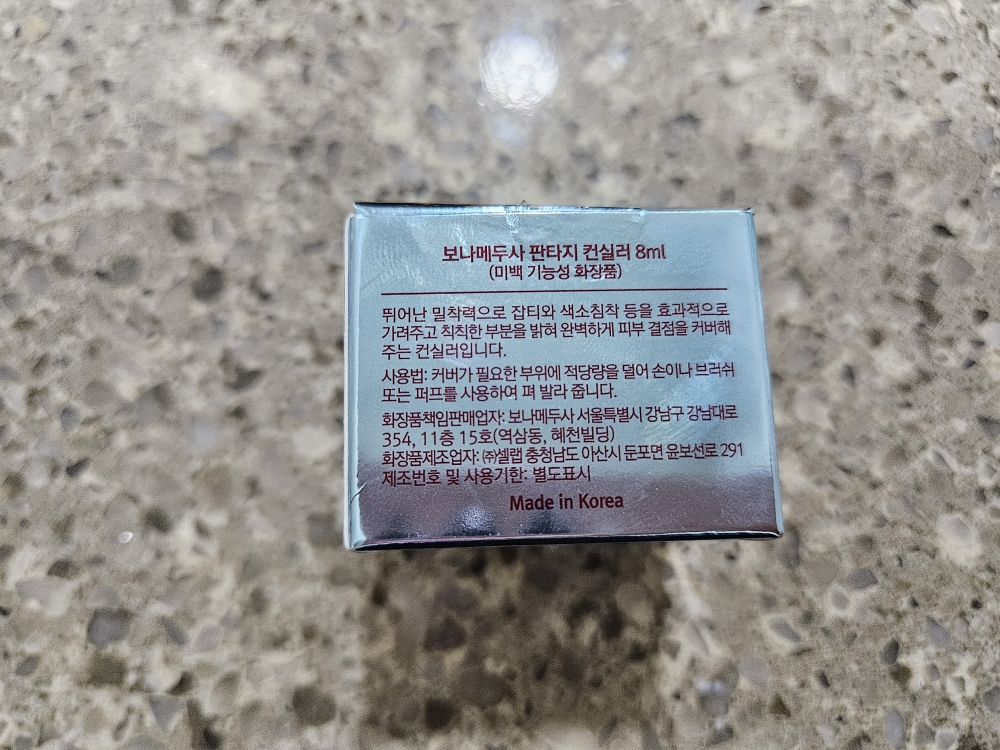 보나메두사 판타지 컨실러 8ml
(미백 기능성 화장품)
뛰어난 밀착력으로 잡티와 색소침착 등을 효과적으로
가려주고 칙칙한 부분을 밝혀 완벽하게 피부 결점을 커버해
주는 컨실러입니다.
사용법: 커버가 필요한 부위에 적당량을 덜어 손이나 브러쉬
또는 퍼프를 사용하여 펴 발라 줍니다.
화장품책임판매업자: 보나메두사 서울특별시 강남구 강남대로
354, 11층 15호(역삼동, 혜천빌딩)
화장품제조업자: ㈜셀랩 충청남도 아산시 둔포면 윤보선로 291
제조번호 및 사용기한: 별도표시
Made in Korea